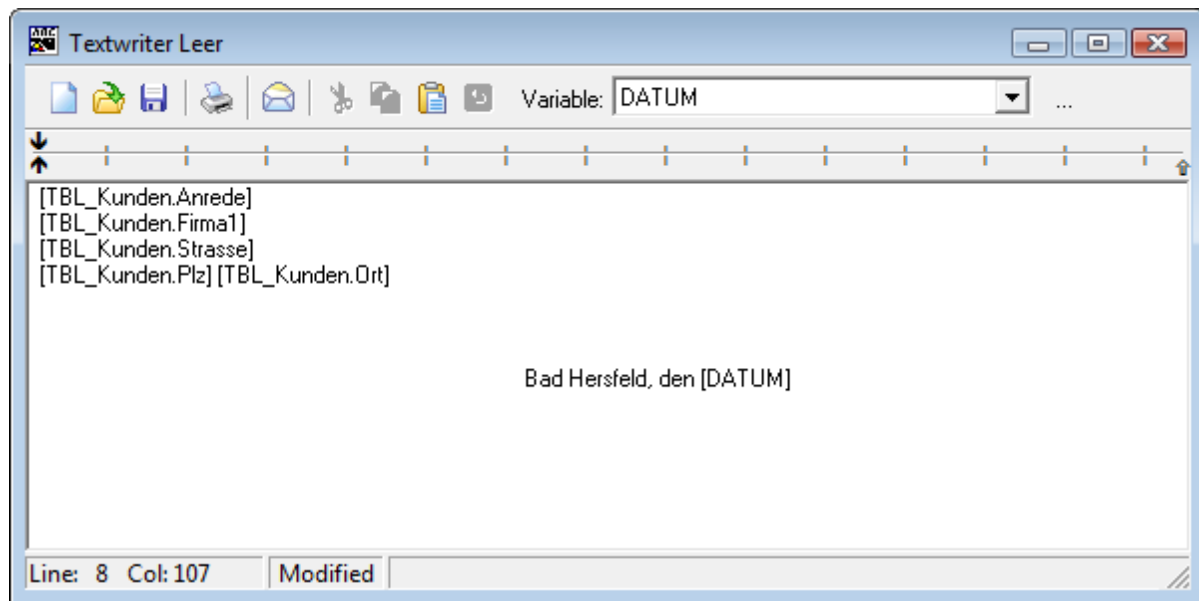 Textwriter Leer
Variable: DATUM ...
[TBL_Kunden.Anrede]
[TBL_Kunden.Firma1]
[TBL_Kunden.Strasse]
[TBL_Kunden.Plz] [TBL_Kunden.Ort]
Bad Hersfeld, den [DATUM]
Line: 8 Col: 107 Modified